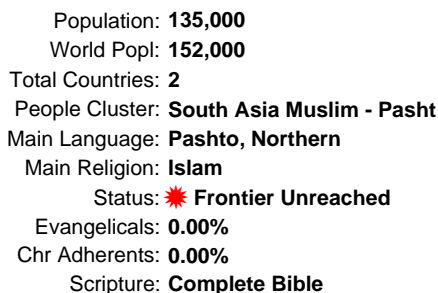 Population: 135,000
World Popl: 152,000
Total Countries: 2
People Cluster: South Asia Muslim - Pasht
Main Language: Pashto, Northern
Main Religion: Islam
Status: Frontier Unreached
Evangelicals: 0.00%
Chr Adherents: 0.00%
Scripture: Complete Bible